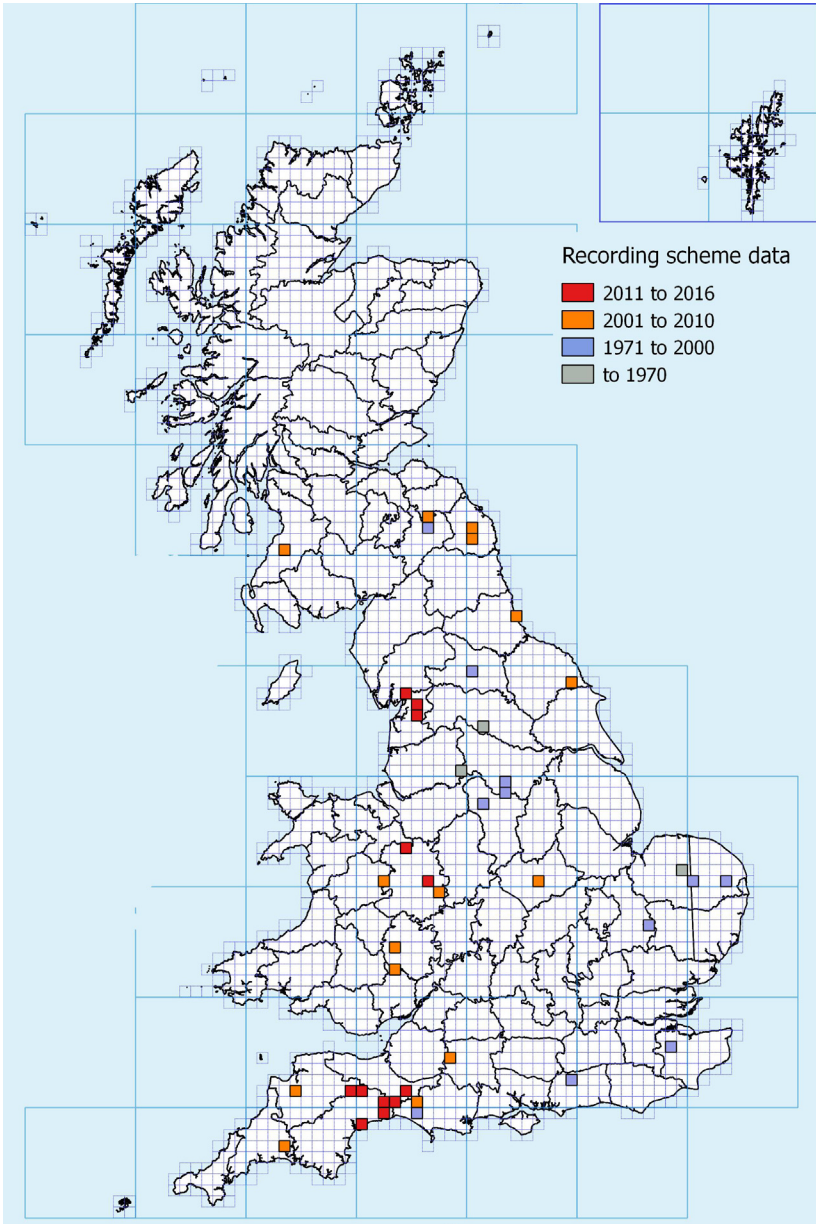 Recording scheme data
2011 to 2016
2001 to 2010
1971 to 2000
to 1970